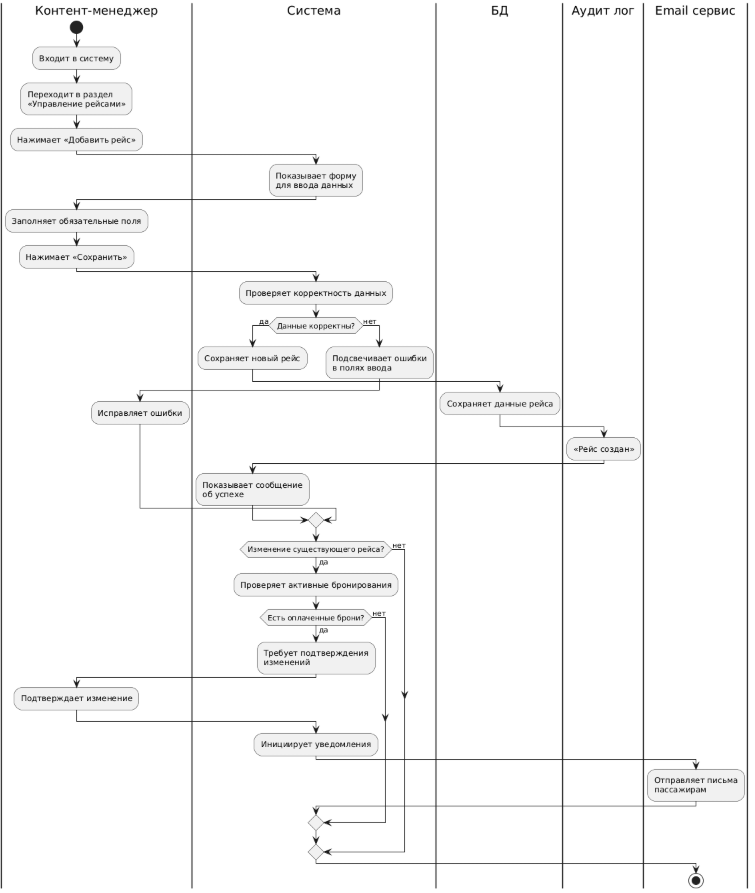 Контент-менеджер
Система
БД
Аудит лог
Email сервис
Входит в систему
Переходит в раздел
«Управление рейсами»
Нажимает «Добавить рейс»
Показывает форму
для ввода данных
Заполняет обязательные поля
Нажимает «Сохранить»
Проверяет корректность данных
да
Данные корректны?
нет
Сохраняет новый рейс
Подсвечивает ошибки
в полях ввода
Сохраняет данные рейса
Исправляет ошибки
«Рейс создан»
Показывает сообщение
об успехе
Изменение существующего рейса?
нет
да
Проверяет активные бронирования
Есть оплаченные брони?
нет
да
Требует подтверждения
изменений
Подтверждает изменение
Инициирует уведомления
Отправляет письма
пассажирам